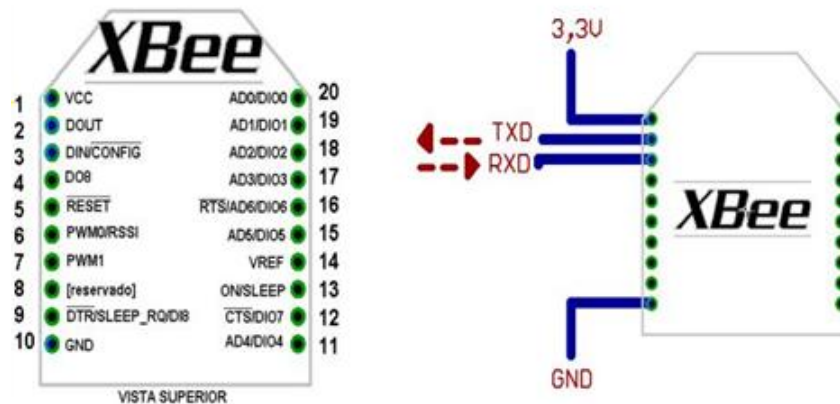 XBee
1 VCC AD0/DIO0 20
2 DOUT AD1/DIO1 19
3 DIN/CONFIG AD2/DIO2 18
4 DO8 AD3/DIO3 17
5 RESET RTS/AD6/DIO6 16
6 PWM0/RSSI AD5/DIO5 15
7 PWM1 VREF 14
8 [reservado] ON/SLEEP 13
9 DTR/SLEEP_RQ/DI8 CTS/DIO7 12
10 GND AD4/DIO4 11
VISTA SUPERIOR
3,3V
TXD
RXD
XBee
GND